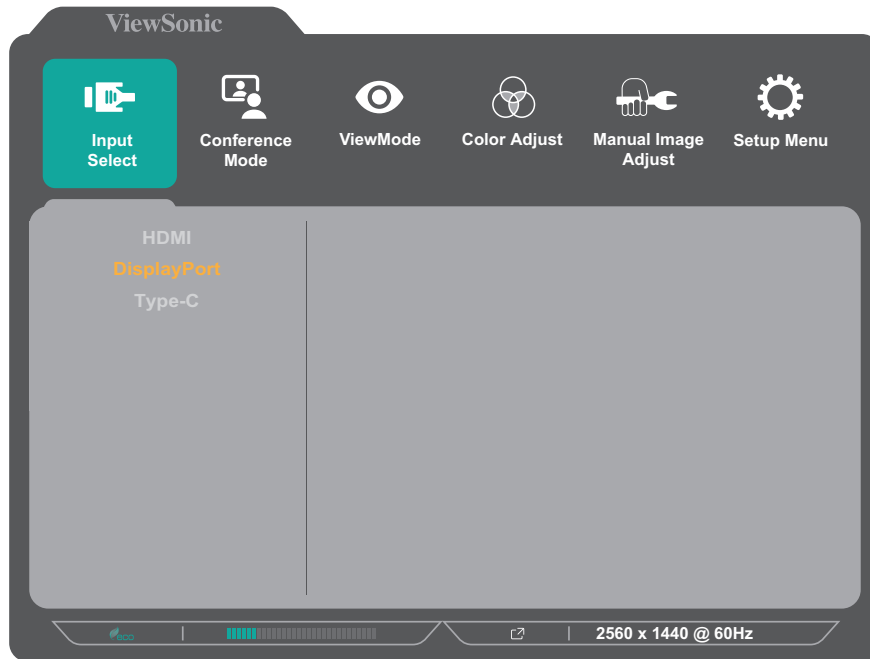 ViewSonic
Input
Select
Conference
Mode
ViewMode
Color Adjust
Manual Image
Adjust
Setup Menu
HDMI
DisplayPort
Type-C
eco
2560 x 1440 @ 60Hz